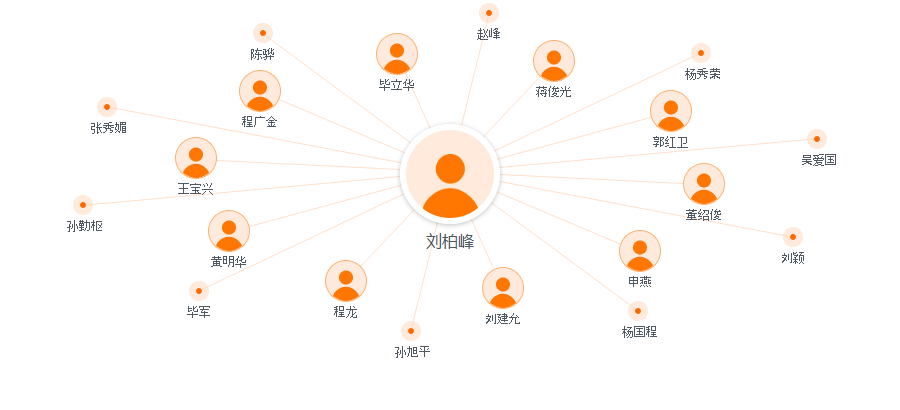 赵峰
陈骅
杨秀荣
毕立华
蒋俊光
程广金
张秀媚
郭红卫
吴爱国
王宝兴
董绍俊
孙勤枢
刘柏峰
黄明华
刘颖
申燕
毕军
程龙
刘建允
杨国程
孙旭平